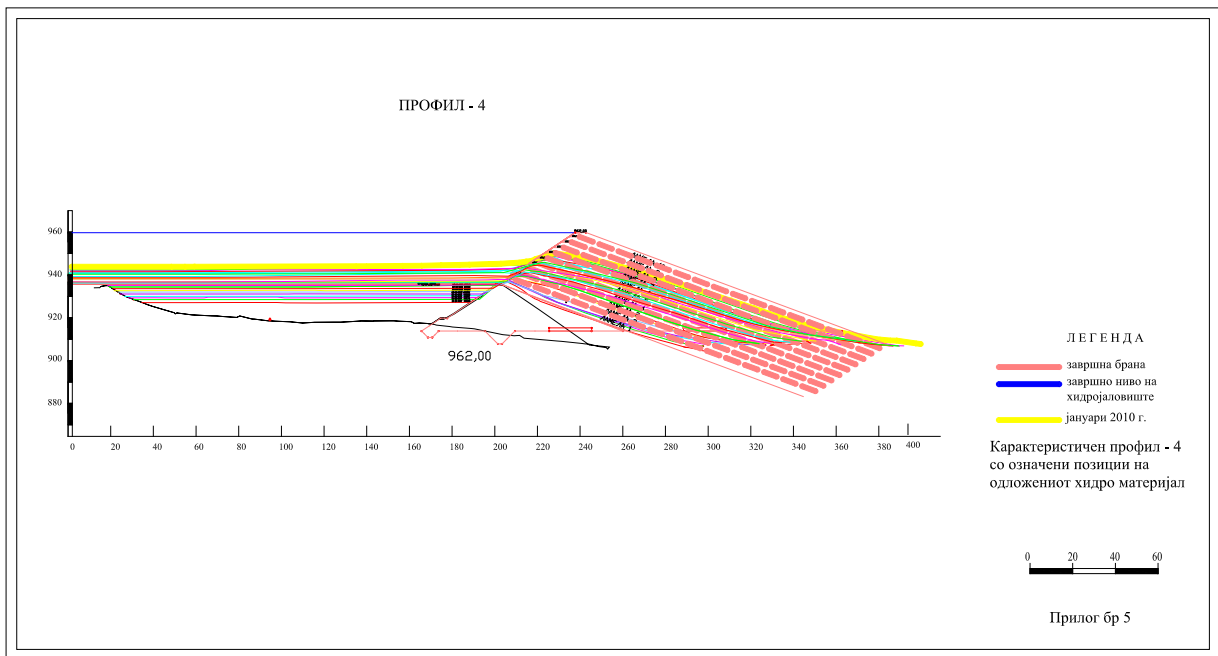 ПРОФИЛ - 4
960
940
920
900
880
962,00
0 20 40 60 80 100 120 140 160 180 200 220 240 260 280 300 320 340 360 380 400
Л Е Г Е Н Д А
завршна брана
завршно ниво на
хидројаловиште
јануари 2010 г.
Карактеристичен профил - 4
со означени позиции на
одложениот хидро материјал
0 20 40 60
Прилог бр 5